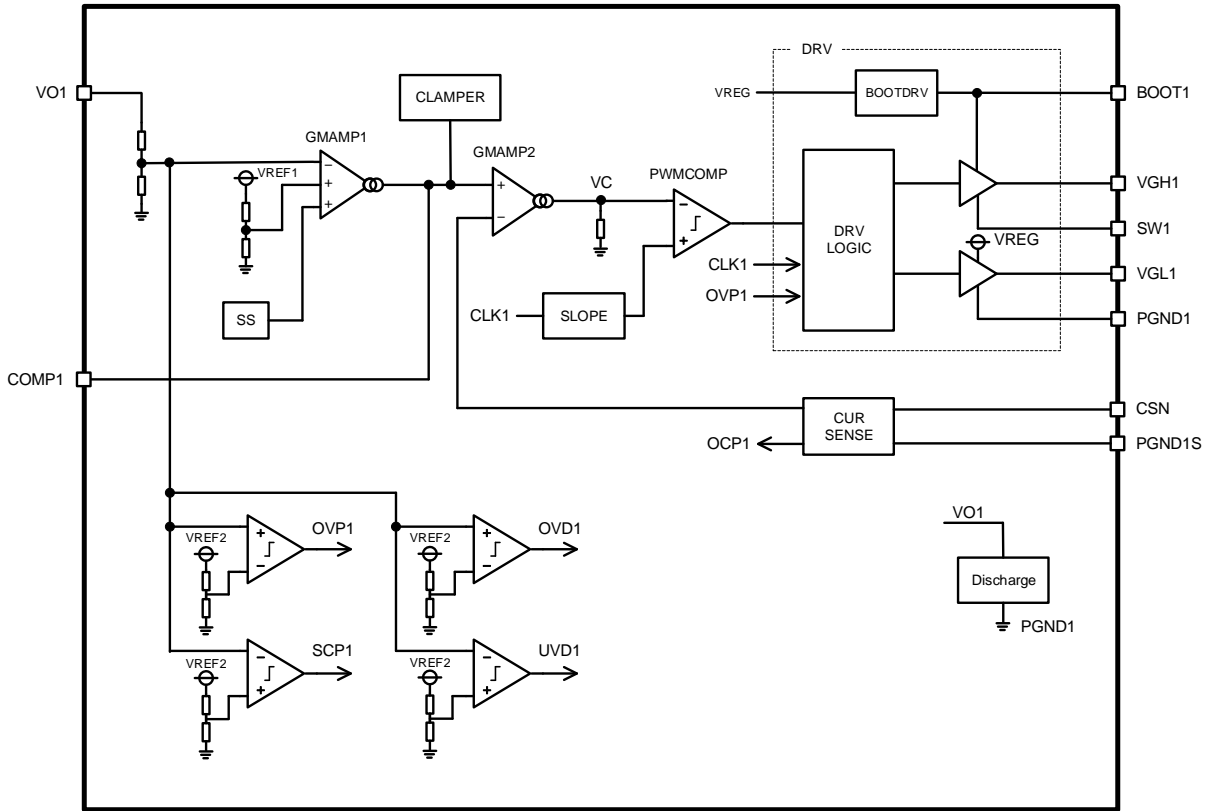 DRV
VO1
CLAMPER
VREG
BOOTDRV
BOOT1
GMAMP1
GMAMP2
VREF1
VC
PWMCOMP
−
+
+
+
−
−
+
DRV
LOGIC
VGH1
SW1
VREG
VGL1
CLK1
OVP1
SS
CLK1
SLOPE
PGND1
COMP1
CUR
SENSE
CSN
OCP1
PGND1S
VREF2
+
−
OVP1
VREF2
+
−
OVD1
VO1
Discharge
PGND1
VREF2
−
+
SCP1
VREF2
−
+
UVD1